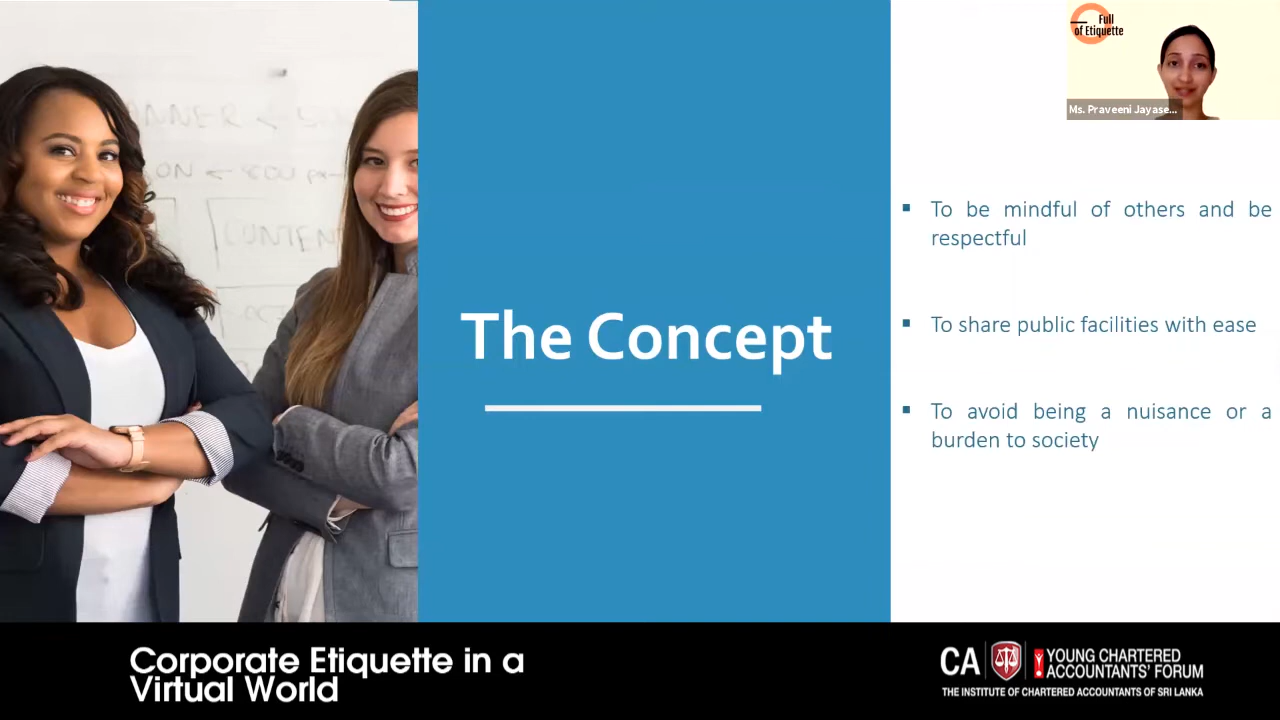 Full
of Etiquette
Ms. Praveeni Jayase...
The Concept
▪ To be mindful of others and be
respectful
▪ To share public facilities with ease
▪ To avoid being a nuisance or a
burden to society
Corporate Etiquette in a
Virtual World
CA
YOUNG CHARTERED
ACCOUNTANTS' FORUM
THE INSTITUTE OF CHARTERED ACCOUNTANTS OF SRI LANKA